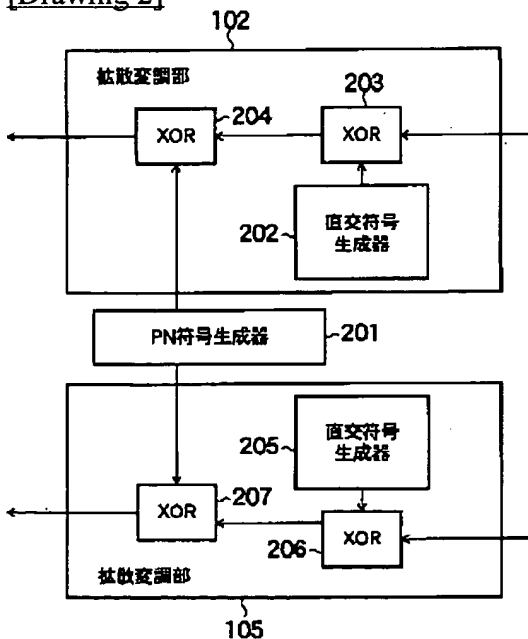 [Drawing 2]
102
拡散変調部
204
203
XOR
XOR
202
直交符号
生成器
PN符号生成器
201
205
直交符号
生成器
207
XOR
206
XOR
拡散変調部
105